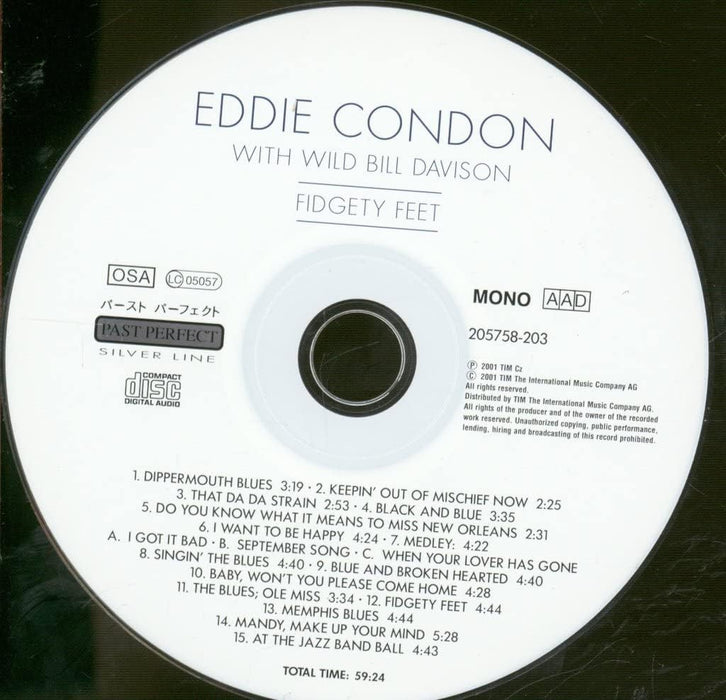 EDDIE CONDON
WITH WILD BILL DAVISON
FIDGETY FEET
OSA LC 05057
パースト パーフェクト
PAST PERFECT
SILVER LINE
COMPACT
disc
DIGITAL AUDIO
MONO AAD
205758-203
Ⓟ 2001 TIM Cz
© 2001 TIM The International Music Company AG
All rights reserved.
Distributed by TIM The International Music Company AG.
All rights of the producer and of the owner of the recorded
work reserved. Unauthorized copying, public performance,
lending, hiring and broadcasting of this record prohibited.
1. DIPPERMOUTH BLUES 3:19 · 2. KEEPIN' OUT OF MISCHIEF NOW 2:25
3. THAT DA DA STRAIN 2:53 · 4. BLACK AND BLUE 3:35
5. DO YOU KNOW WHAT IT MEANS TO MISS NEW ORLEANS 2:31
6. I WANT TO BE HAPPY 4:24 · 7. MEDLEY: 4:22
A. I GOT IT BAD · B. SEPTEMBER SONG · C. WHEN YOUR LOVER HAS GONE
8. SINGIN' THE BLUES 4:40 · 9. BLUE AND BROKEN HEARTED 4:40
10. BABY, WON'T YOU PLEASE COME HOME 4:28
11. THE BLUES; OLE MISS 3:34 · 12. FIDGETY FEET 4:44
13. MEMPHIS BLUES 4:44
14. MANDY, MAKE UP YOUR MIND 5:28
15. AT THE JAZZ BAND BALL 4:43
TOTAL TIME: 59:24